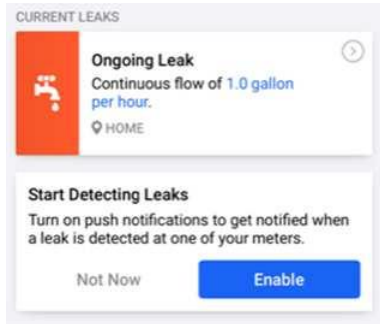 CURRENT LEAKS
Ongoing Leak
Continuous flow of 1.0 gallon
per hour.
HOME
Start Detecting Leaks
Turn on push notifications to get notified when
a leak is detected at one of your meters.
Not Now Enable